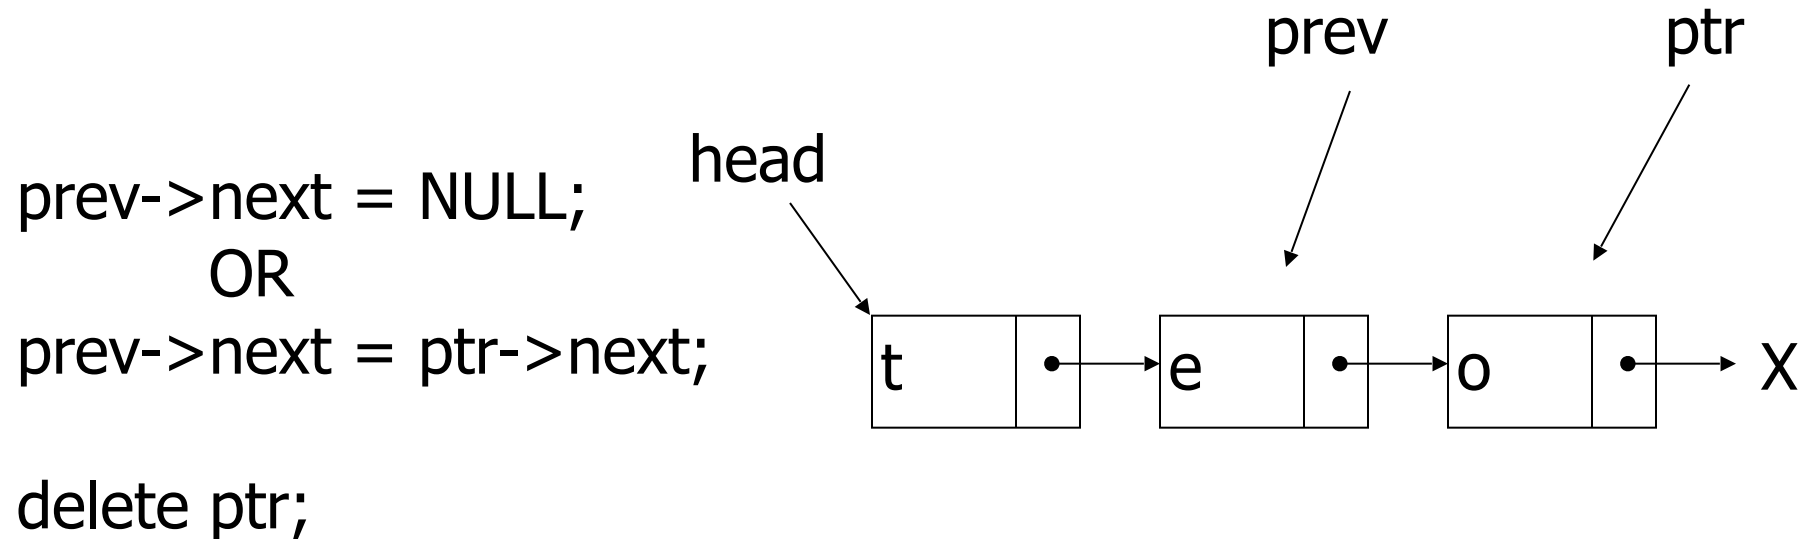 prev->next = NULL;
OR
prev->next = ptr->next;
delete ptr;
head
prev
ptr
t
e
o
X